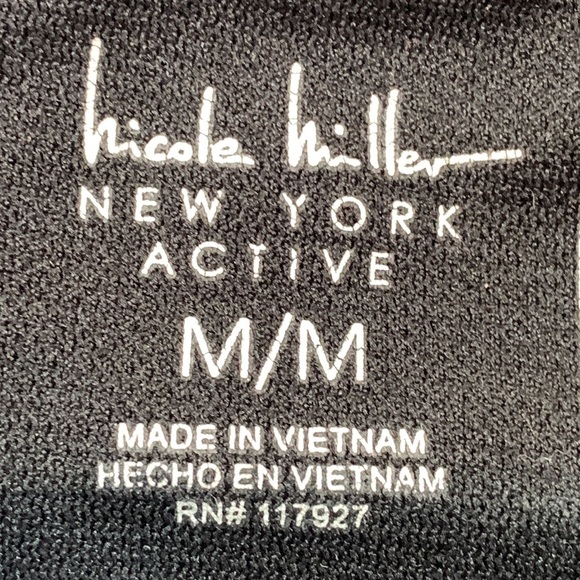 nicole miller
NEW YORK
ACTIVE
M/M
MADE IN VIETNAM
HECHO EN VIETNAM
RN# 117927